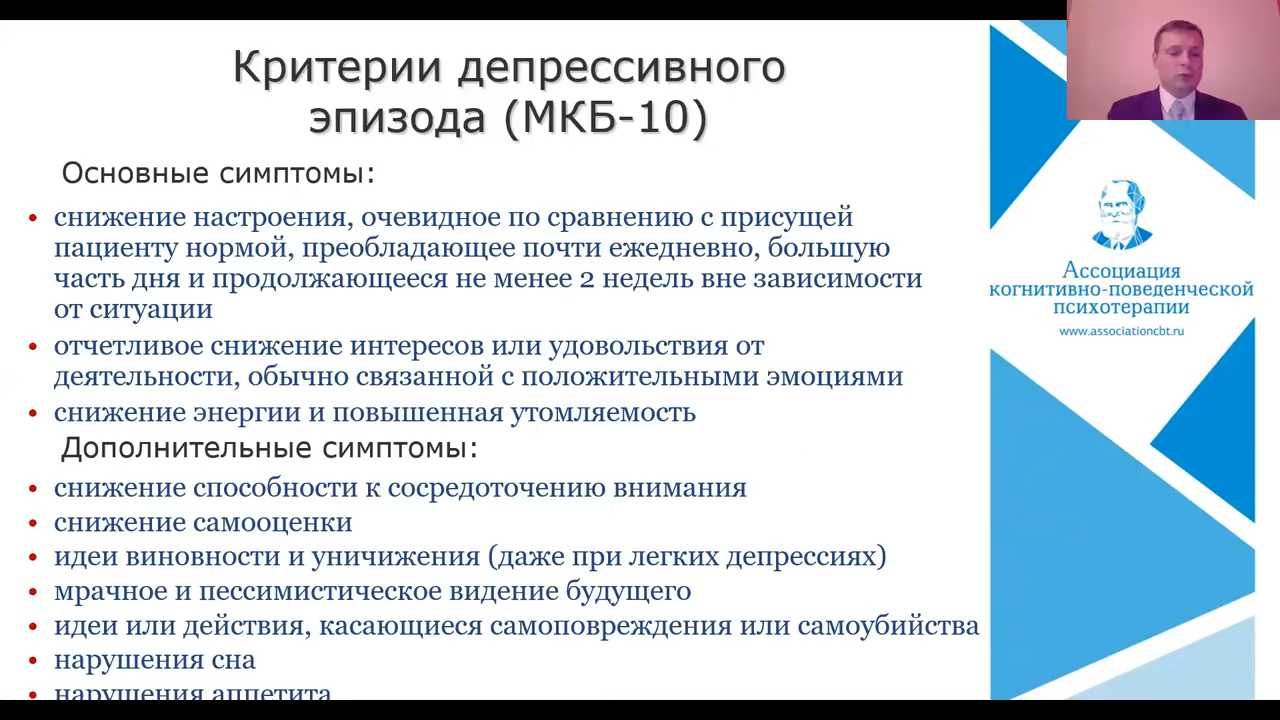 Критерии депрессивного
эпизода (МКБ-10)
Основные симптомы:
• снижение настроения, очевидное по сравнению с присущей
пациенту нормой, преобладающее почти ежедневно, большую
часть дня и продолжающееся не менее 2 недель вне зависимости
от ситуации
• отчетливое снижение интересов или удовольствия от
деятельности, обычно связанной с положительными эмоциями
• снижение энергии и повышенная утомляемость
Дополнительные симптомы:
• снижение способности к сосредоточению внимания
• снижение самооценки
• идеи виновности и уничижения (даже при легких депрессиях)
• мрачное и пессимистическое видение будущего
• идеи или действия, касающиеся самоповреждения или самоубийства
• нарушения сна
• нарушения аппетита
Ассоциация
когнитивно-поведенческой
психотерапии
www.associationcbt.ru